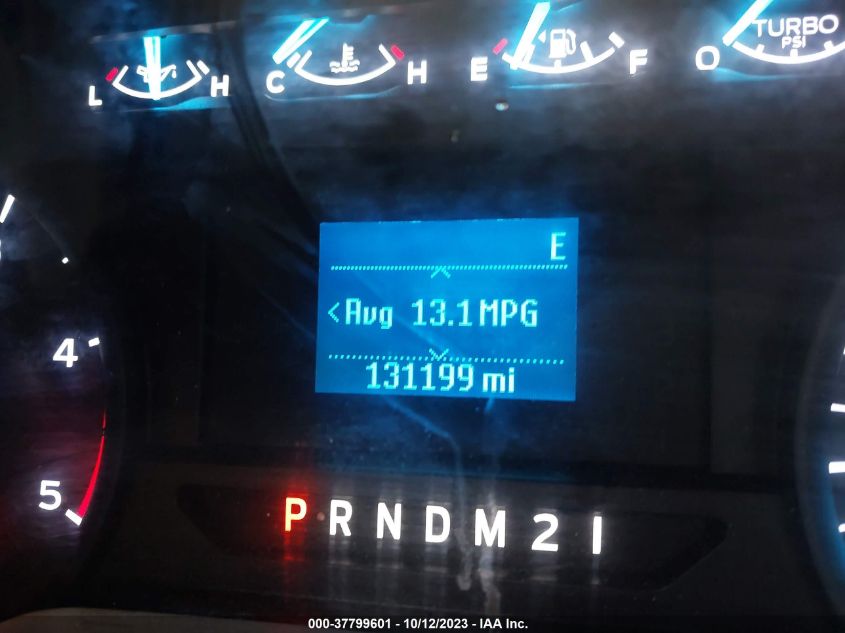 L H C H E F O TURBO
PSI
E
<Avg 13.1 MPG
131199 mi
4
5
P R N D M 2 1
000-37799601 - 10/12/2023 - IAA Inc.